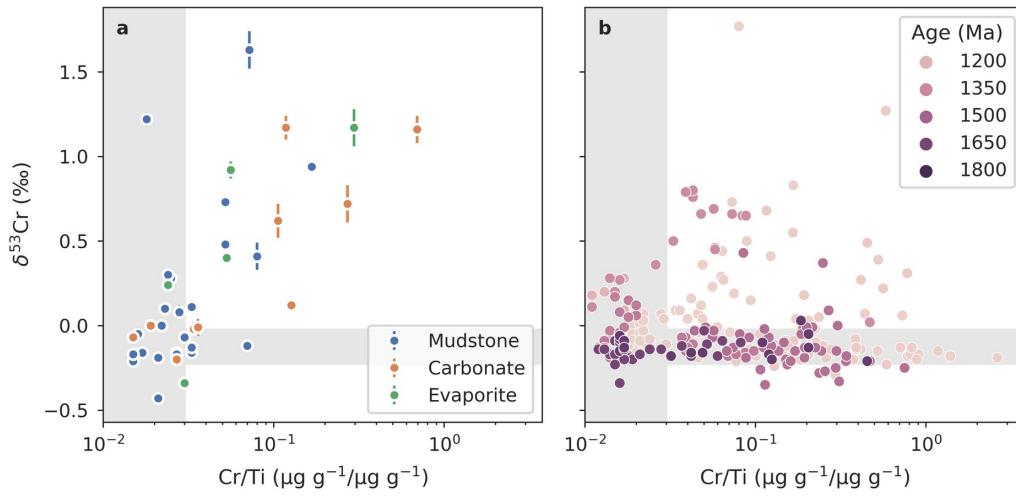 a
b
δ⁵³Cr (‰)
1.5
1.0
0.5
0.0
−0.5
Mudstone
Carbonate
Evaporite
Age (Ma)
1200
1350
1500
1650
1800
10⁻²
10⁻¹
10⁰
10⁻²
10⁻¹
10⁰
Cr/Ti (µg g⁻¹/µg g⁻¹)
Cr/Ti (µg g⁻¹/µg g⁻¹)